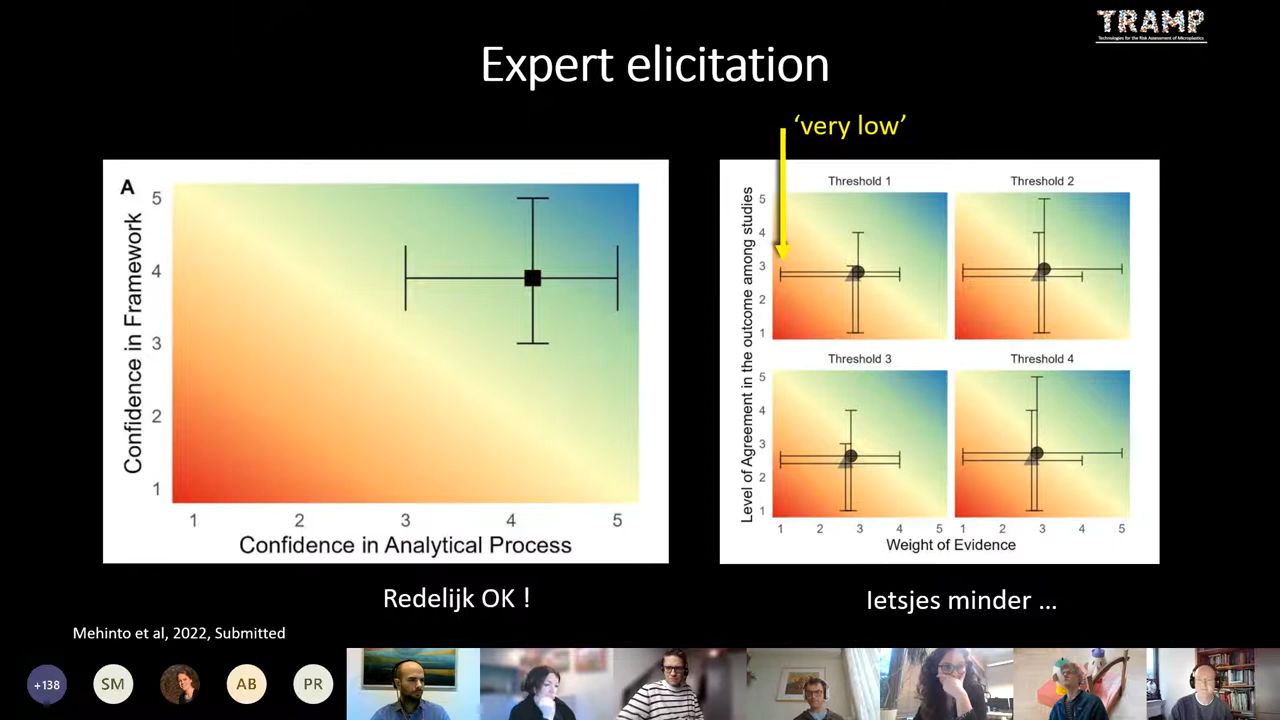 TRAMP
Technologies for the Risk Assessment of Microplastics
Expert elicitation
‘very low’
A
5
4
3
2
1
Confidence in Framework
1 2 3 4 5
Confidence in Analytical Process
Redelijk OK !
Level of Agreement in the outcome among studies
Threshold 1
Threshold 2
5
4
3
2
1
Threshold 3
Threshold 4
5
4
3
2
1
1 2 3 4 5 1 2 3 4 5
Weight of Evidence
Ietsjes minder ...
Mehinto et al, 2022, Submitted
+138 SM AB PR